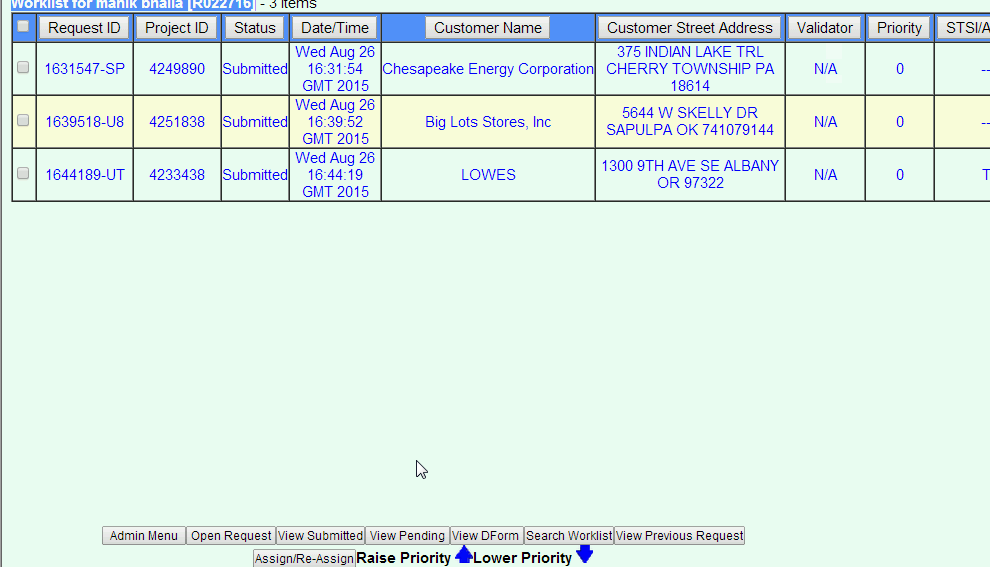 Worklist for manik bhalla [R022716] - 3 items
Request ID Project ID Status Date/Time Customer Name Customer Street Address Validator Priority STSI/A
1631547-SP 4249890 Submitted Wed Aug 26 16:31:54 GMT 2015 Chesapeake Energy Corporation 375 INDIAN LAKE TRL CHERRY TOWNSHIP PA 18614 N/A 0 --
1639518-U8 4251838 Submitted Wed Aug 26 16:39:52 GMT 2015 Big Lots Stores, Inc 5644 W SKELLY DR SAPULPA OK 741079144 N/A 0 --
1644189-UT 4233438 Submitted Wed Aug 26 16:44:19 GMT 2015 LOWES 1300 9TH AVE SE ALBANY OR 97322 N/A 0 T
Admin Menu Open Request View Submitted View Pending View DForm Search Worklist View Previous Request
Assign/Re-Assign Raise Priority Lower Priority